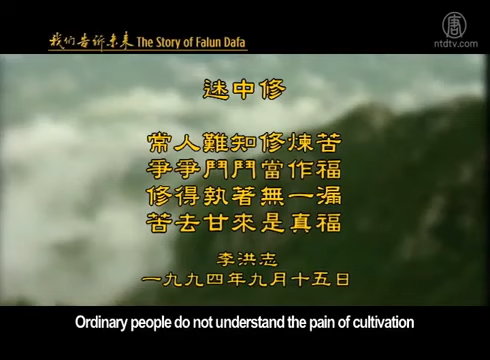 我们告诉未来 The Story of Falun Dafa
唐
ntdtv.com
迷中修
常人難知修煉苦
爭爭鬥鬥當作福
修得執著無一漏
苦去甘來是真福
李洪志
一九九四年九月十五日
Ordinary people do not understand the pain of cultivation